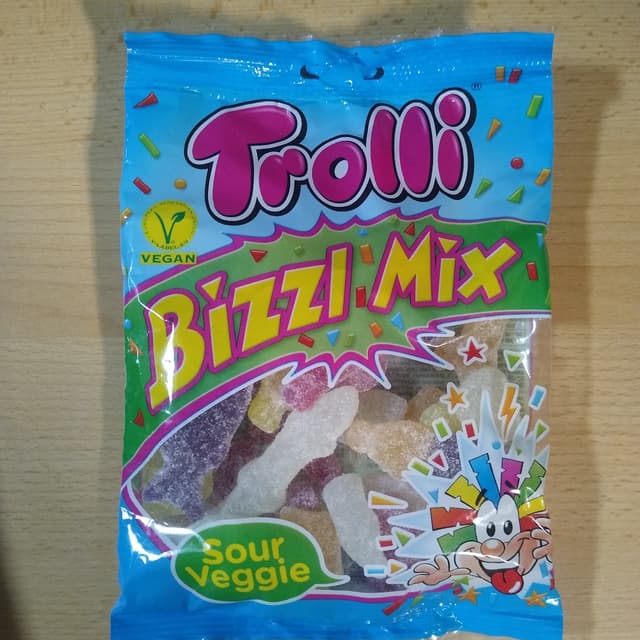 Trolli®
VEGAN
Bizzl Mix
Sour
Veggie